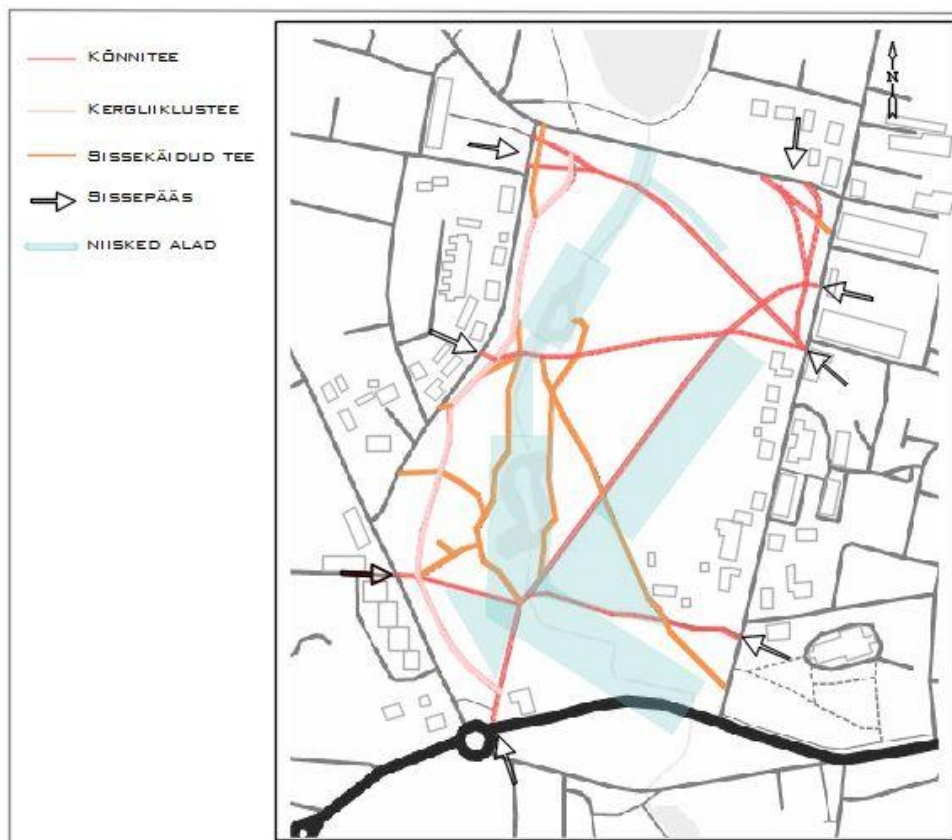 KÕNNITEE
KERGLIIKLUSTEE
SISSEKÄIDUD TEE
SISSEPÄÄS
NIISKED ALAD
N